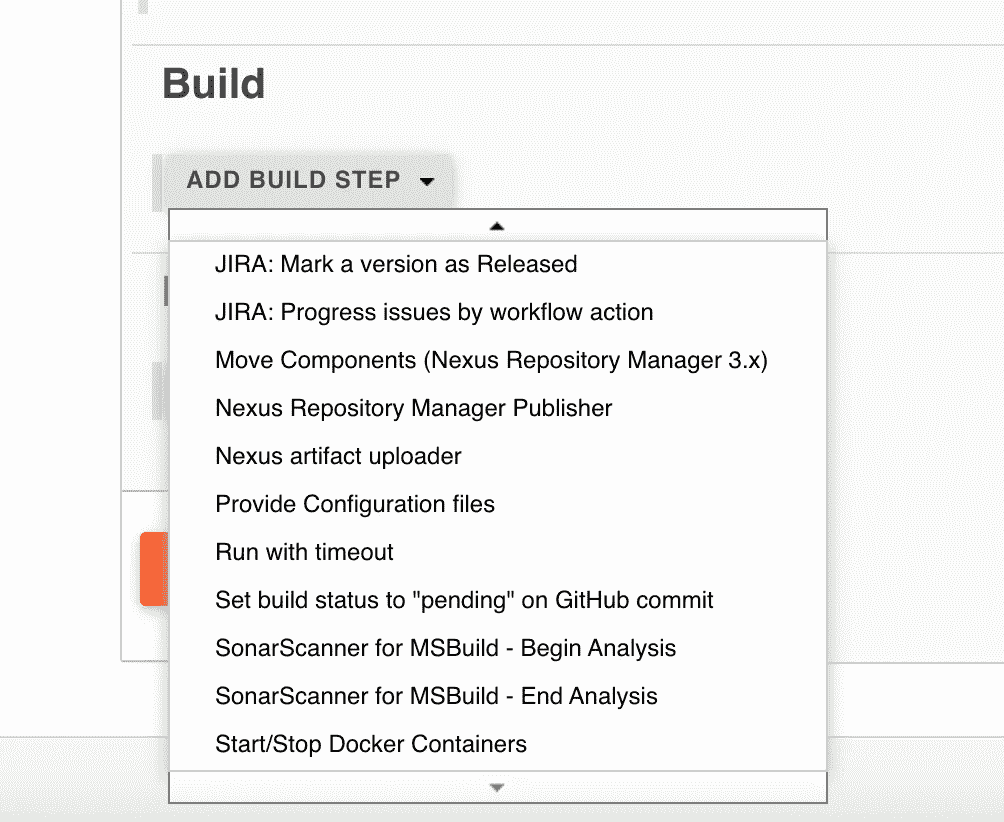 Build
ADD BUILD STEP
JIRA: Mark a version as Released
JIRA: Progress issues by workflow action
Move Components (Nexus Repository Manager 3.x)
Nexus Repository Manager Publisher
Nexus artifact uploader
Provide Configuration files
Run with timeout
Set build status to "pending" on GitHub commit
SonarScanner for MSBuild - Begin Analysis
SonarScanner for MSBuild - End Analysis
Start/Stop Docker Containers